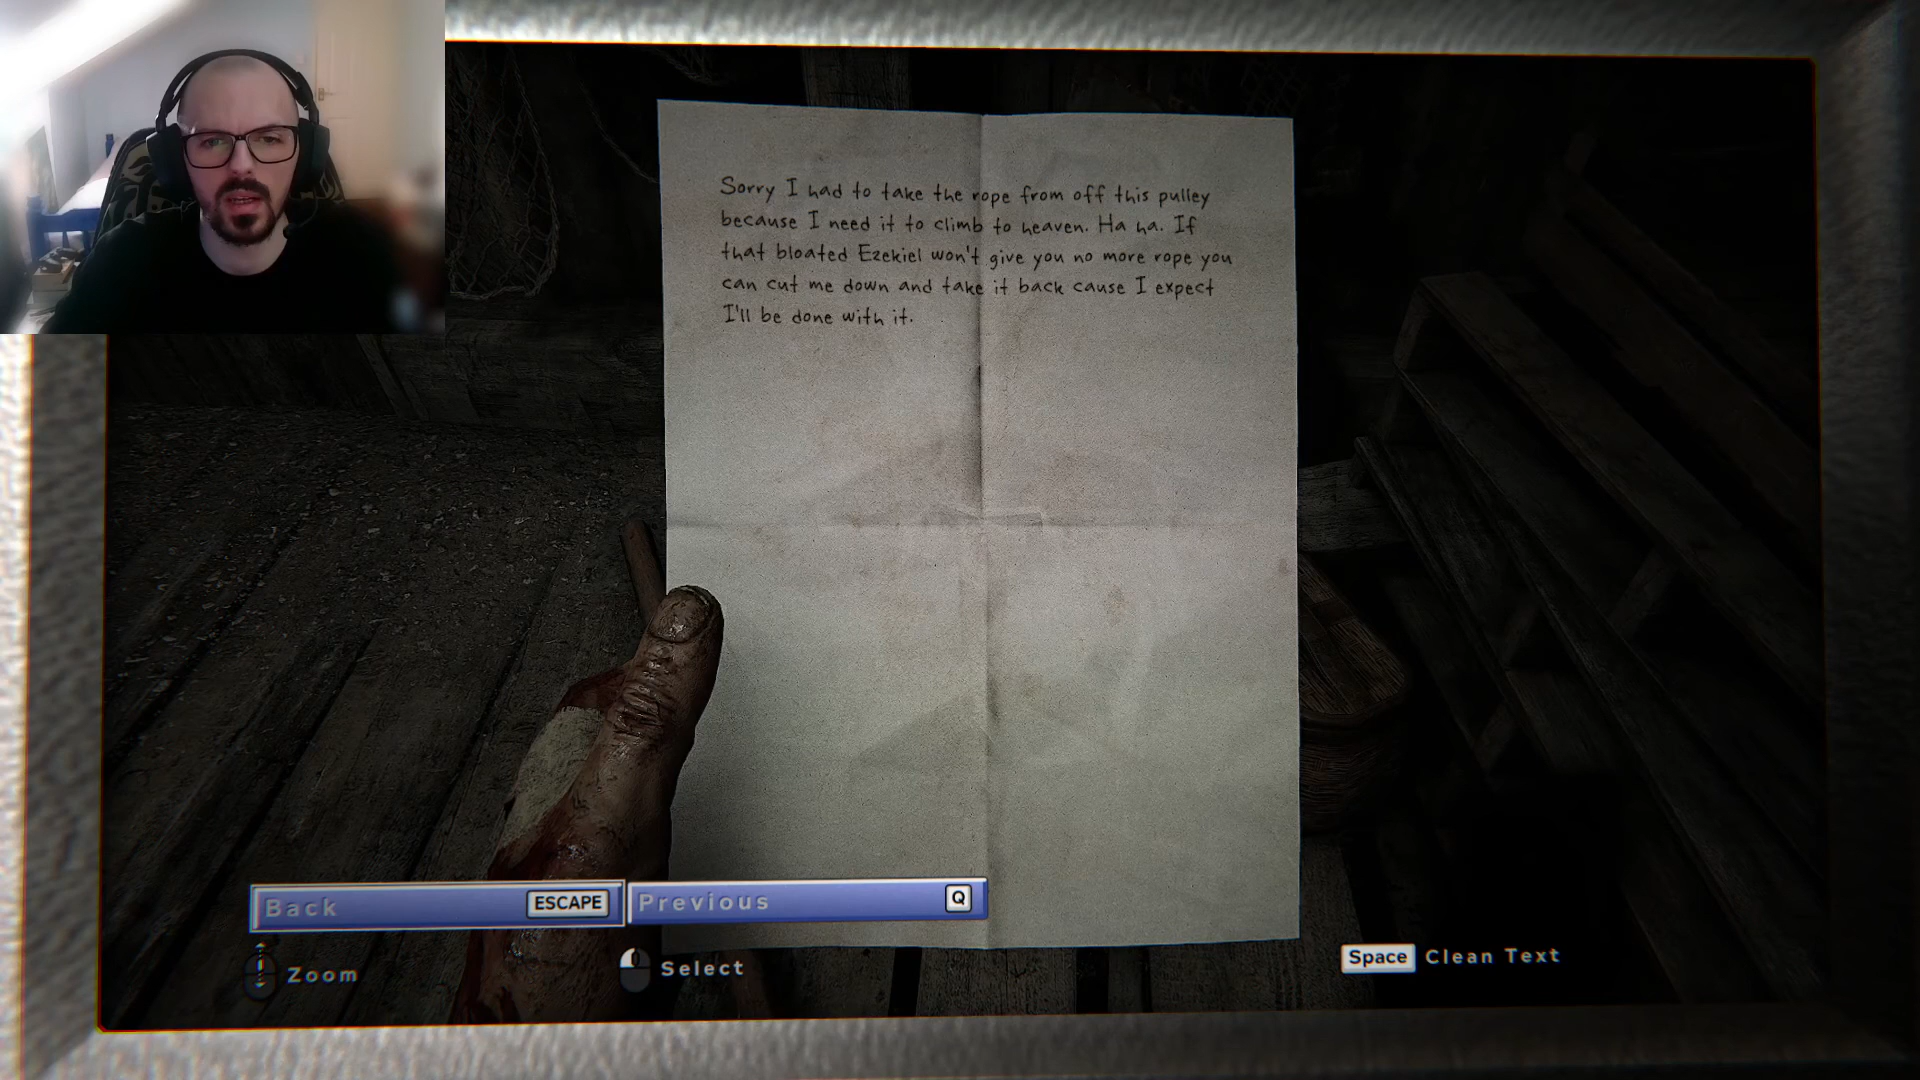 Sorry I had to take the rope from off this pulley
because I need it to climb to heaven. Ha ha. If
that bloated Ezekiel won't give you no more rope you
can cut me down and take it back cause I expect
I'll be done with it.
Back ESCAPE
Previous Q
Zoom
Select
Space Clean Text